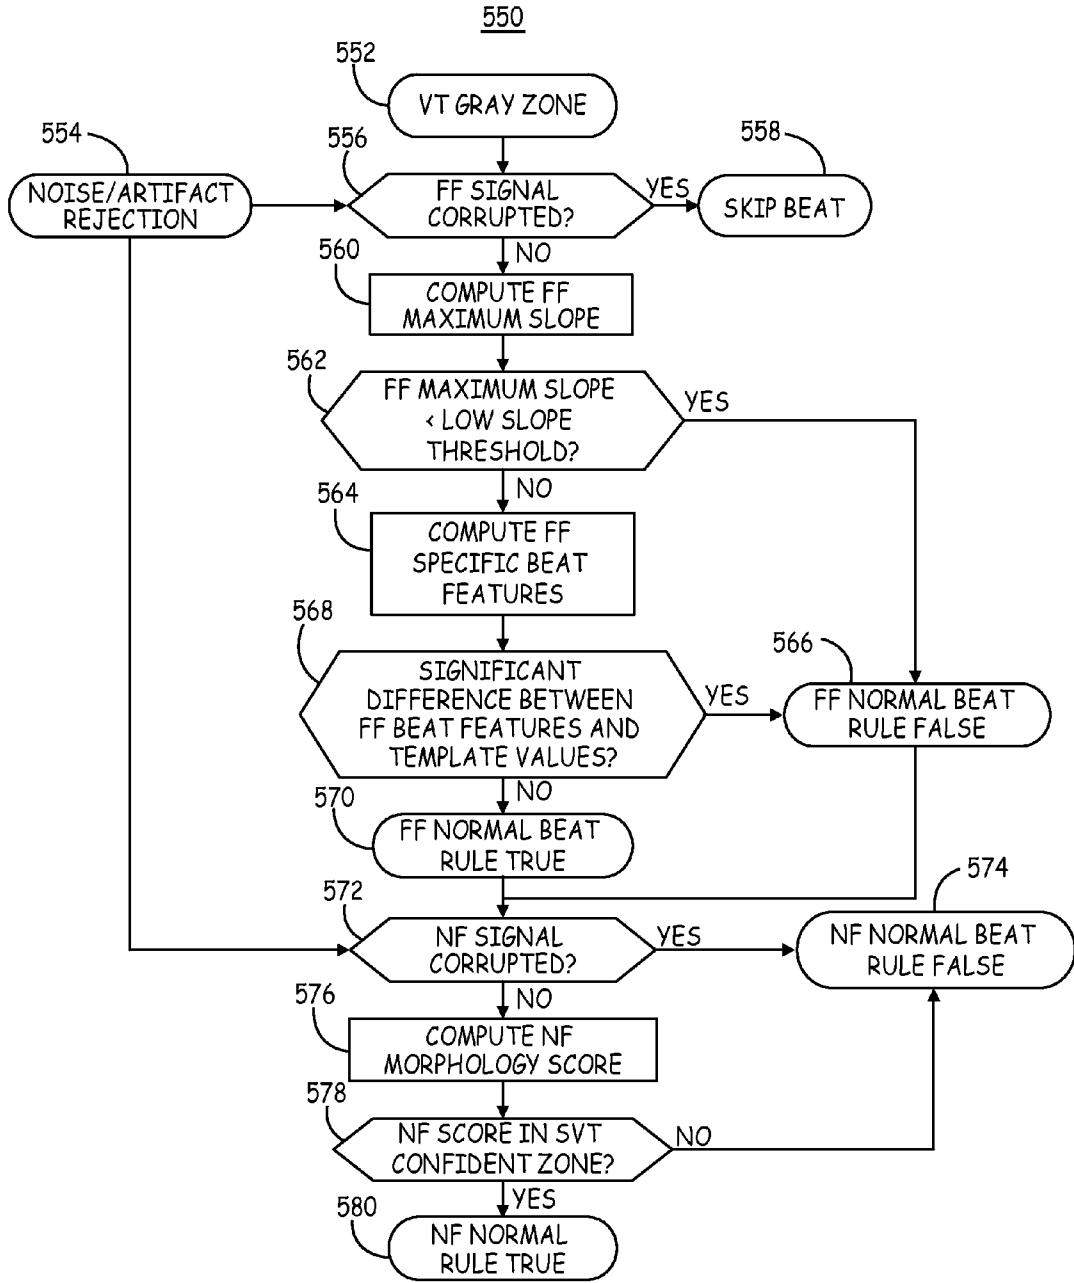 550
552
VT GRAY ZONE
554
556
558
NOISE/ARTIFACT
REJECTION
FF SIGNAL
CORRUPTED?
YES
SKIP BEAT
NO
560
COMPUTE FF
MAXIMUM SLOPE
562
FF MAXIMUM SLOPE
< LOW SLOPE
THRESHOLD?
YES
NO
564
COMPUTE FF
SPECIFIC BEAT
FEATURES
568
566
SIGNIFICANT
DIFFERENCE BETWEEN
FF BEAT FEATURES AND
TEMPLATE VALUES?
YES
FF NORMAL BEAT
RULE FALSE
NO
570
FF NORMAL BEAT
RULE TRUE
572
574
NF SIGNAL
CORRUPTED?
YES
NF NORMAL BEAT
RULE FALSE
NO
576
COMPUTE NF
MORPHOLOGY SCORE
578
NF SCORE IN SVT
CONFIDENT ZONE?
NO
YES
580
NF NORMAL
RULE TRUE